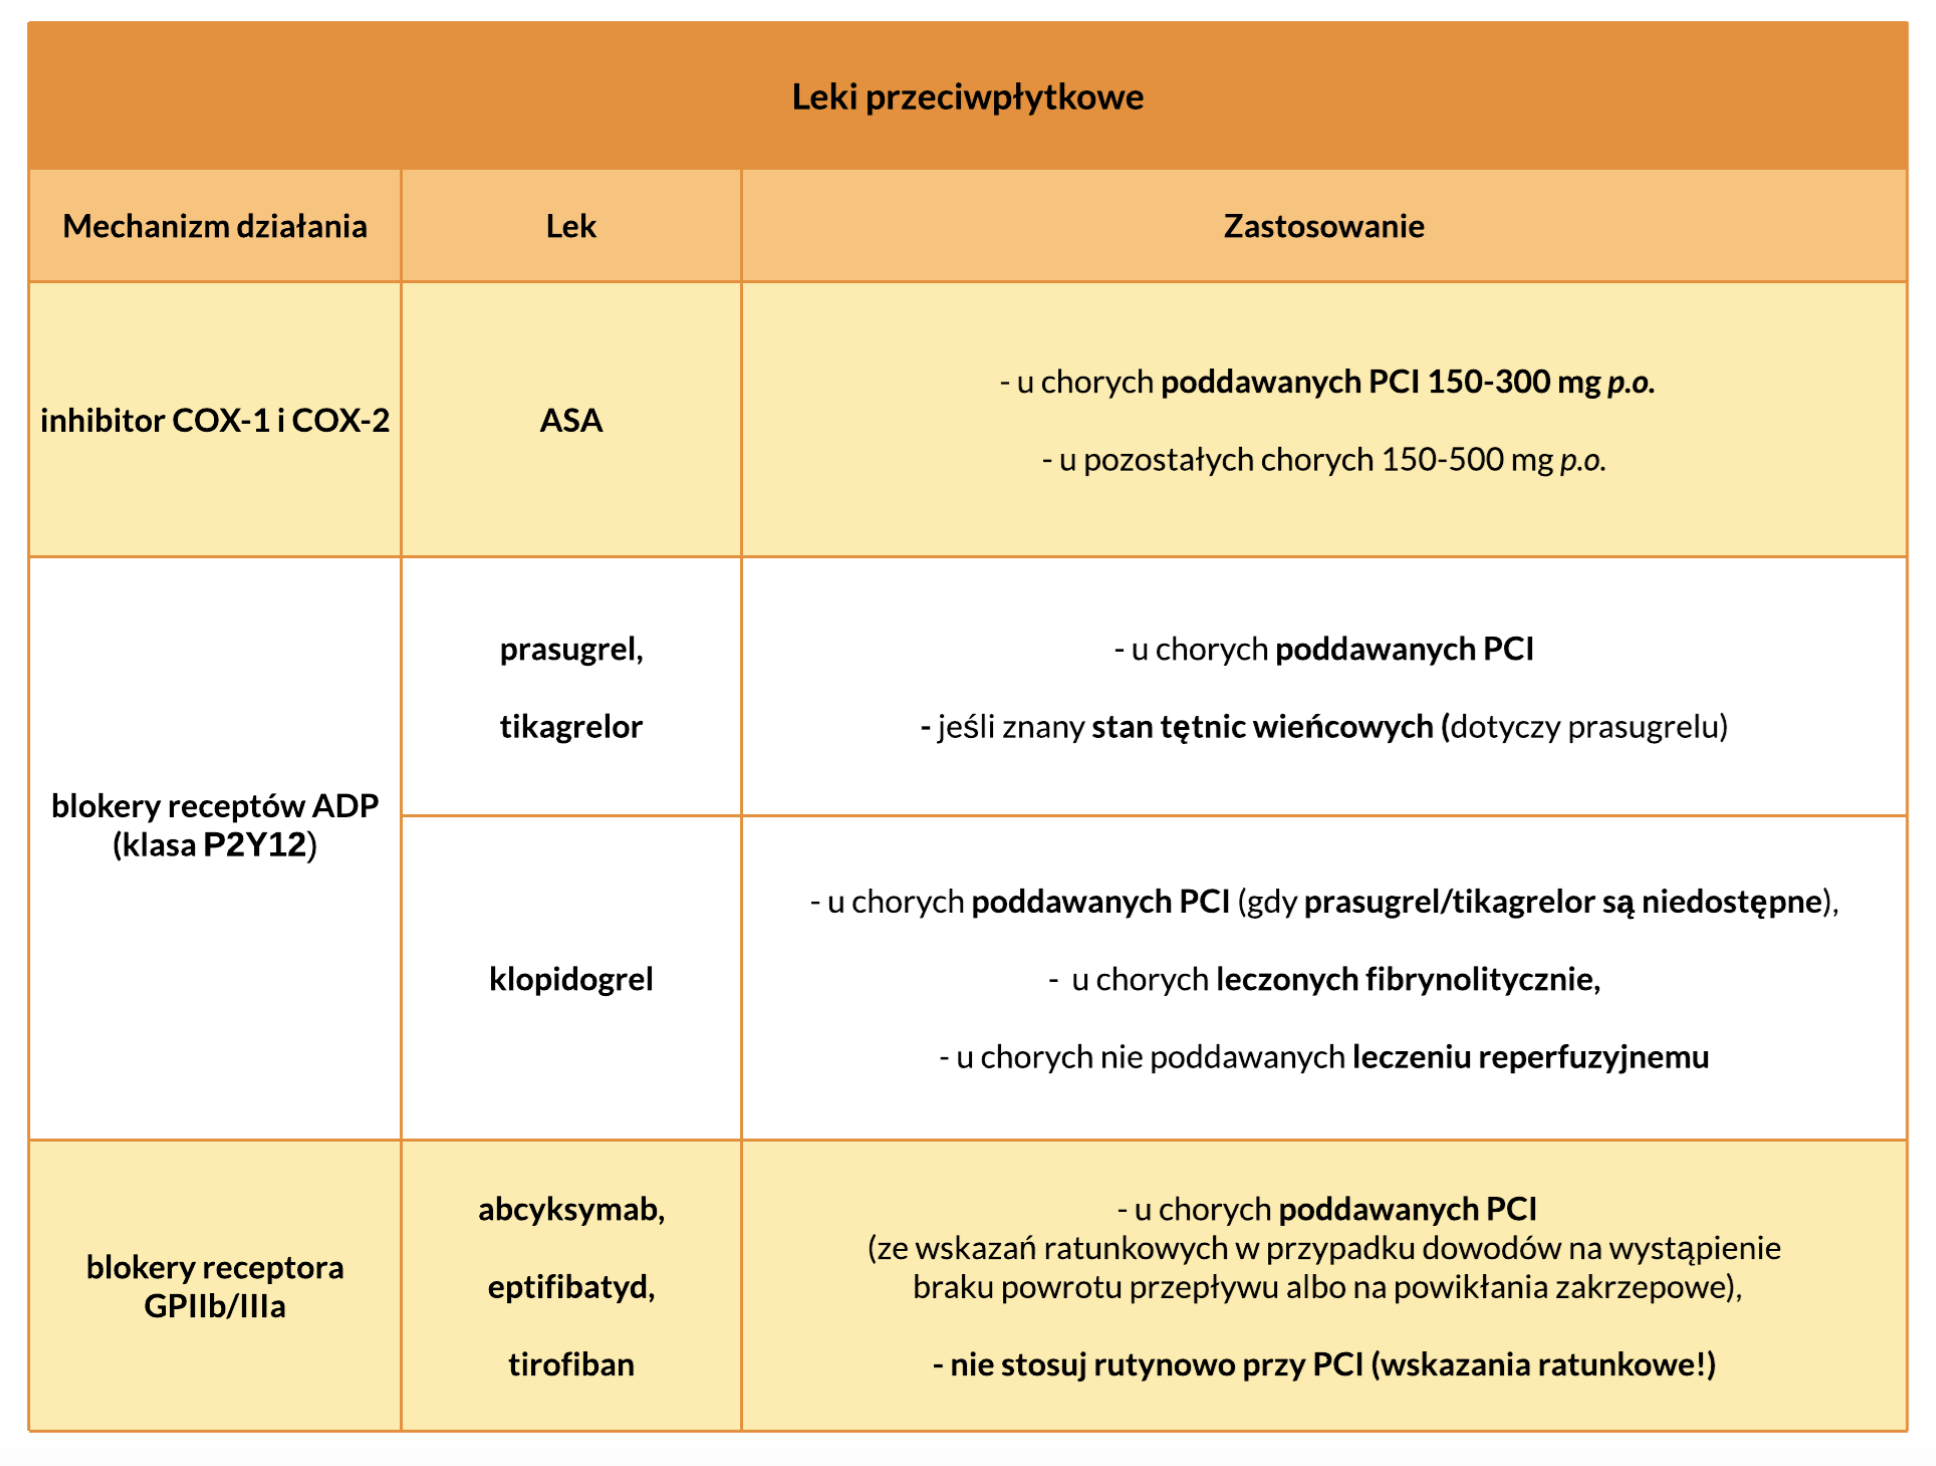 Leki przeciwpłytkowe
Mechanizm działania
Lek
Zastosowanie
inhibitor COX-1 i COX-2
ASA
- u chorych poddawanych PCI 150-300 mg p.o.
- u pozostałych chorych 150-500 mg p.o.
blokery receptów ADP
(klasa P2Y12)
prasugrel,
tikagrelor
- u chorych poddawanych PCI
- jeśli znany stan tętnic wieńcowych (dotyczy prasugrelu)
klopidogrel
- u chorych poddawanych PCI (gdy prasugrel/tikagrelor są niedostępne),
- u chorych leczonych fibrynolitycznie,
- u chorych nie poddawanych leczeniu reperfuzyjnemu
blokery receptora
GPIIb/IIIa
abcyksymab,
eptifibatyd,
tirofiban
- u chorych poddawanych PCI
(ze wskazań ratunkowych w przypadku dowodów na wystąpienie
braku powrotu przepływu albo na powikłania zakrzepowe),
- nie stosuj rutynowo przy PCI (wskazania ratunkowe!)